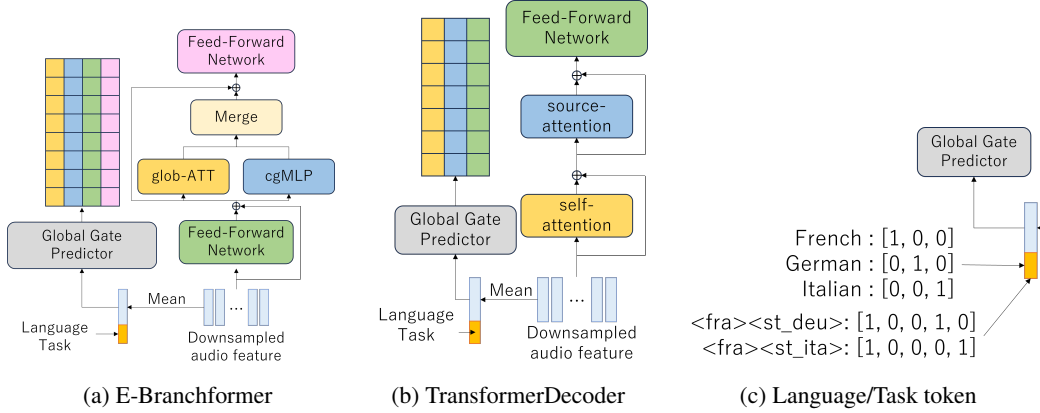 Feed-Forward
Network
Merge
glob-ATT
cgMLP
Global Gate
Predictor
Feed-Forward
Network
Mean
...
Language
Task
Downsampled
audio feature
(a) E-Branchformer
Feed-Forward
Network
source-
attention
self-
attention
Global Gate
Predictor
Mean
...
Language
Task
Downsampled
audio feature
(b) TransformerDecoder
Global Gate
Predictor
French : [1, 0, 0]
German : [0, 1, 0]
Italian : [0, 0, 1]
<fra><st_deu>: [1, 0, 0, 1, 0]
<fra><st_ita>: [1, 0, 0, 0, 1]
(c) Language/Task token